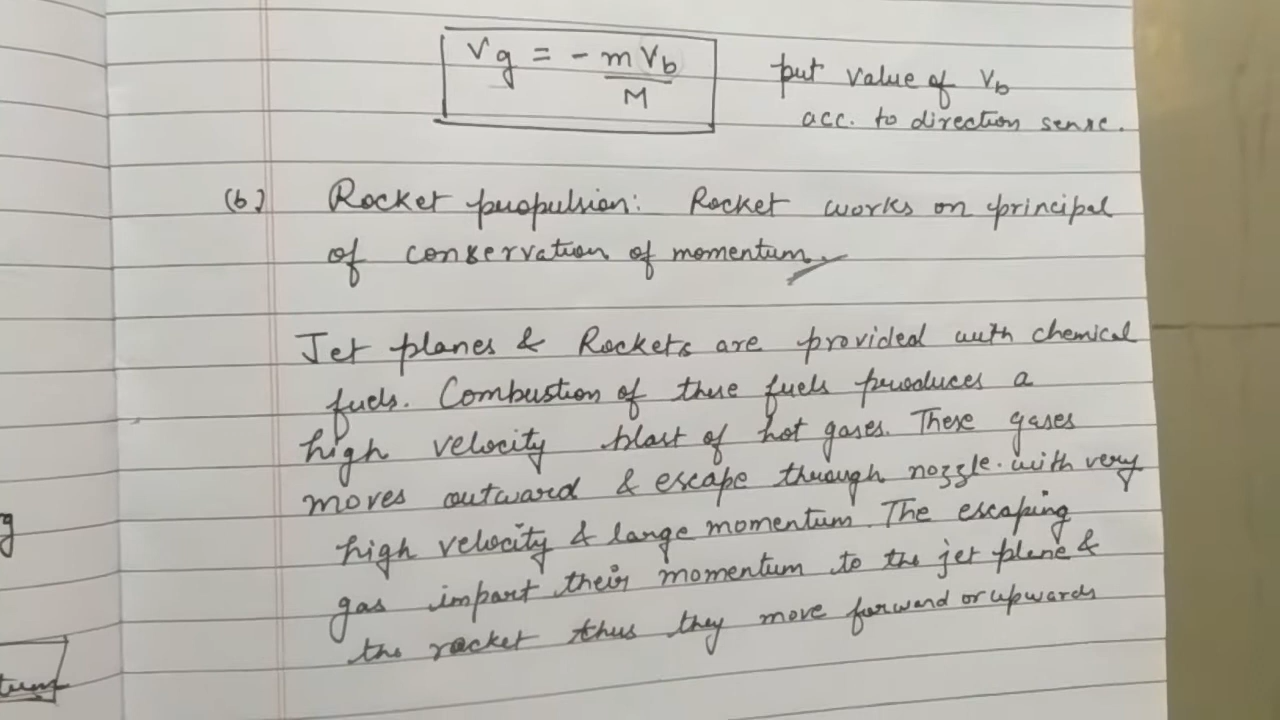 Vg = - mVb / M put value of Vb
acc. to direction sense.
(b) Rocket propulsion: Rocket works on principal
of conservation of momentum.
Jet planes & Rockets are provided with chemical
fuels. Combustion of these fuels produces a
high velocity blast of hot gases. These gases
moves outward & escape through nozzle. with very
high velocity & large momentum. The escaping
gas impart their momentum to the jet plane &
the rocket thus they move forward or upwards
g